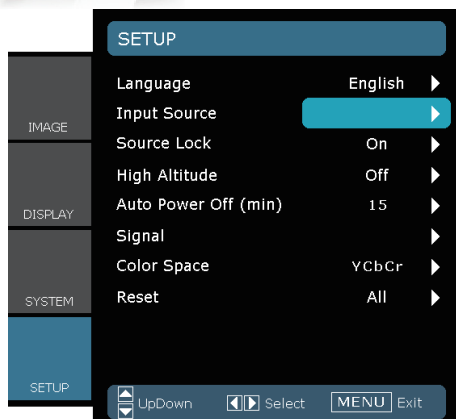 SETUP
Language English
Input Source
Source Lock On
High Altitude Off
Auto Power Off (min) 15
Signal
Color Space YCbCr
Reset All
IMAGE
DISPLAY
SYSTEM
SETUP
UpDown Select MENU Exit